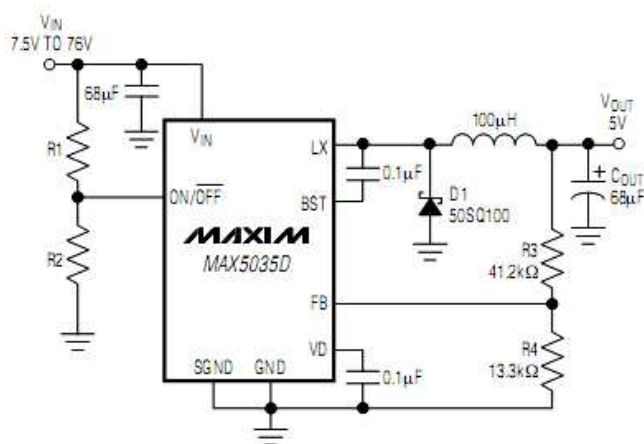 VIN
7.5V TO 76V
68µF
R1
R2
VIN
ON/OFF
MAXIM
MAX5035D
LX
BST
FB
VD
SGND
GND
0.1µF
D1
50SQ100
100µH
VOUT
5V
COUT
68µF
R3
41.2kΩ
R4
13.3kΩ
0.1µF